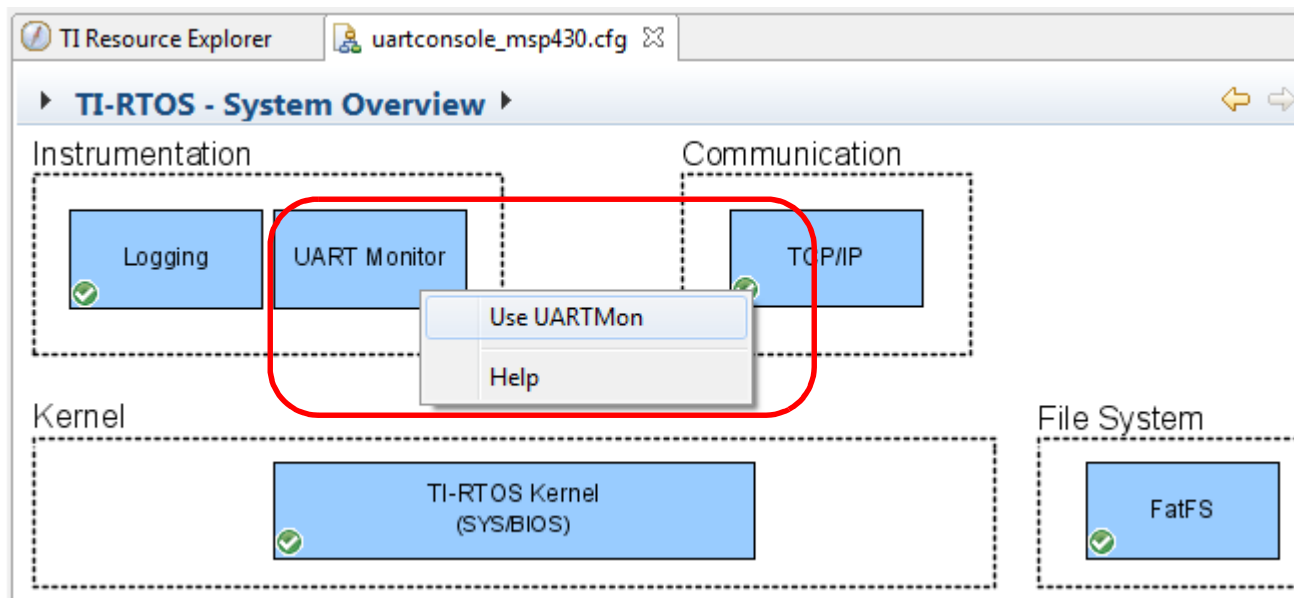 TI Resource Explorer
uartconsole_msp430.cfg
TI-RTOS - System Overview
Instrumentation
Communication
Logging
UART Monitor
TCP/IP
Use UARTMon
Help
Kernel
File System
TI-RTOS Kernel
(SYS/BIOS)
FatFS